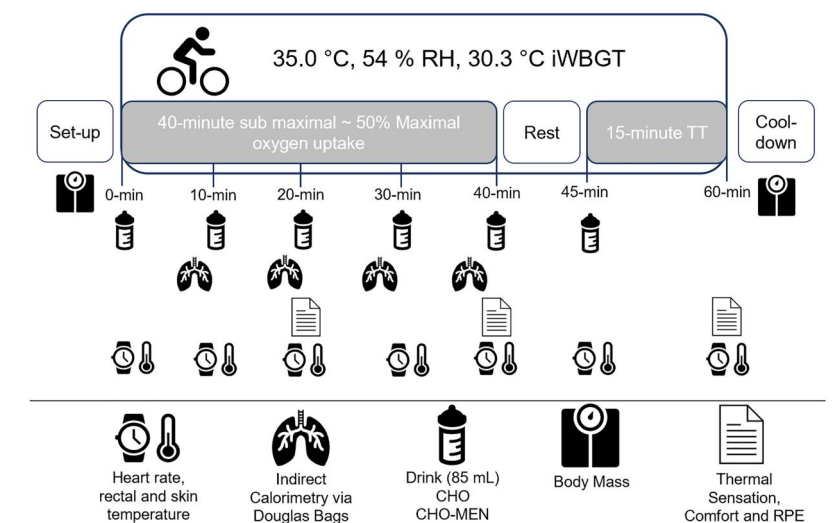 35.0 °C, 54 % RH, 30.3 °C iWBGT
Set-up
40-minute sub maximal ~ 50% Maximal
oxygen uptake
Rest
15-minute TT
Cool-
down
0-min
10-min
20-min
30-min
40-min
45-min
60-min
Heart rate,
rectal and skin
temperature
Indirect
Calorimetry via
Douglas Bags
Drink (85 mL)
CHO
CHO-MEN
Body Mass
Thermal
Sensation,
Comfort and RPE